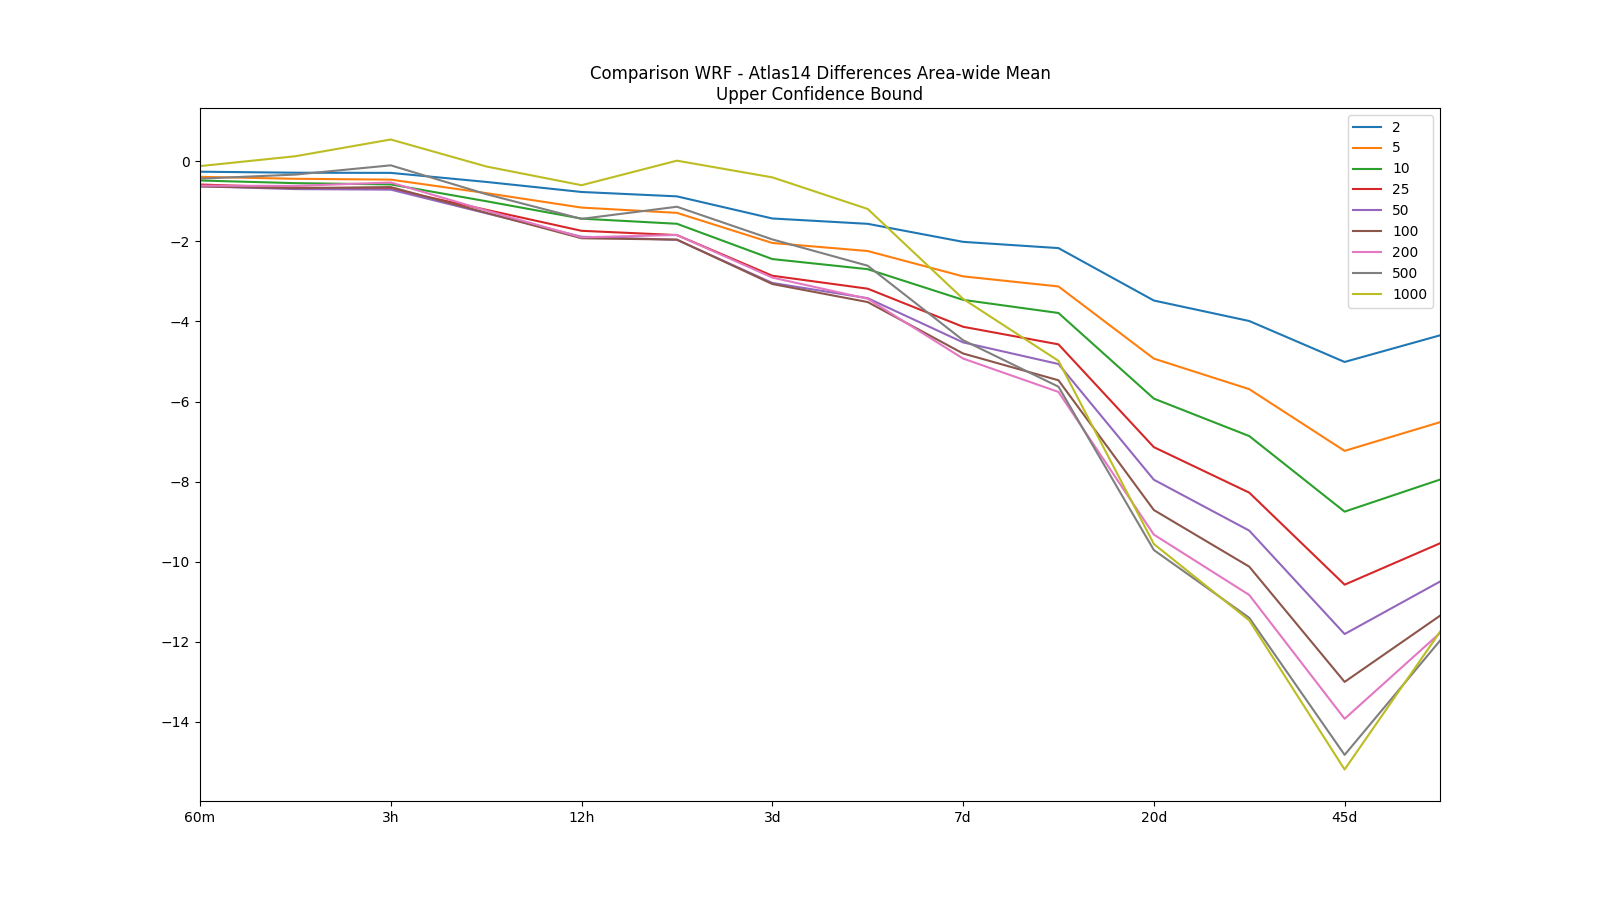 Comparison WRF - Atlas14 Differences Area-wide Mean
Upper Confidence Bound
2
5
10
25
50
100
200
500
1000
0
−2
−4
−6
−8
−10
−12
−14
60m
3h
12h
3d
7d
20d
45d